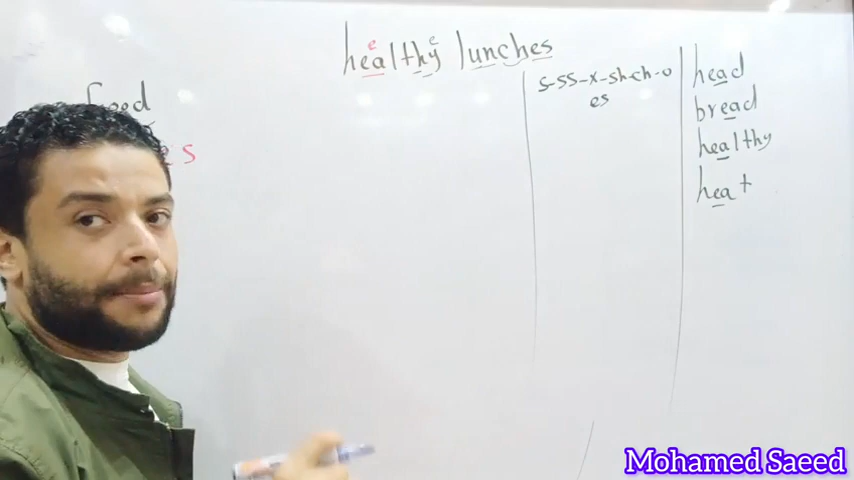 e e
healthy lunches
food
s
s-ss-x-sh-ch-o
es
head
bread
healthy
heat
Mohamed Saeed